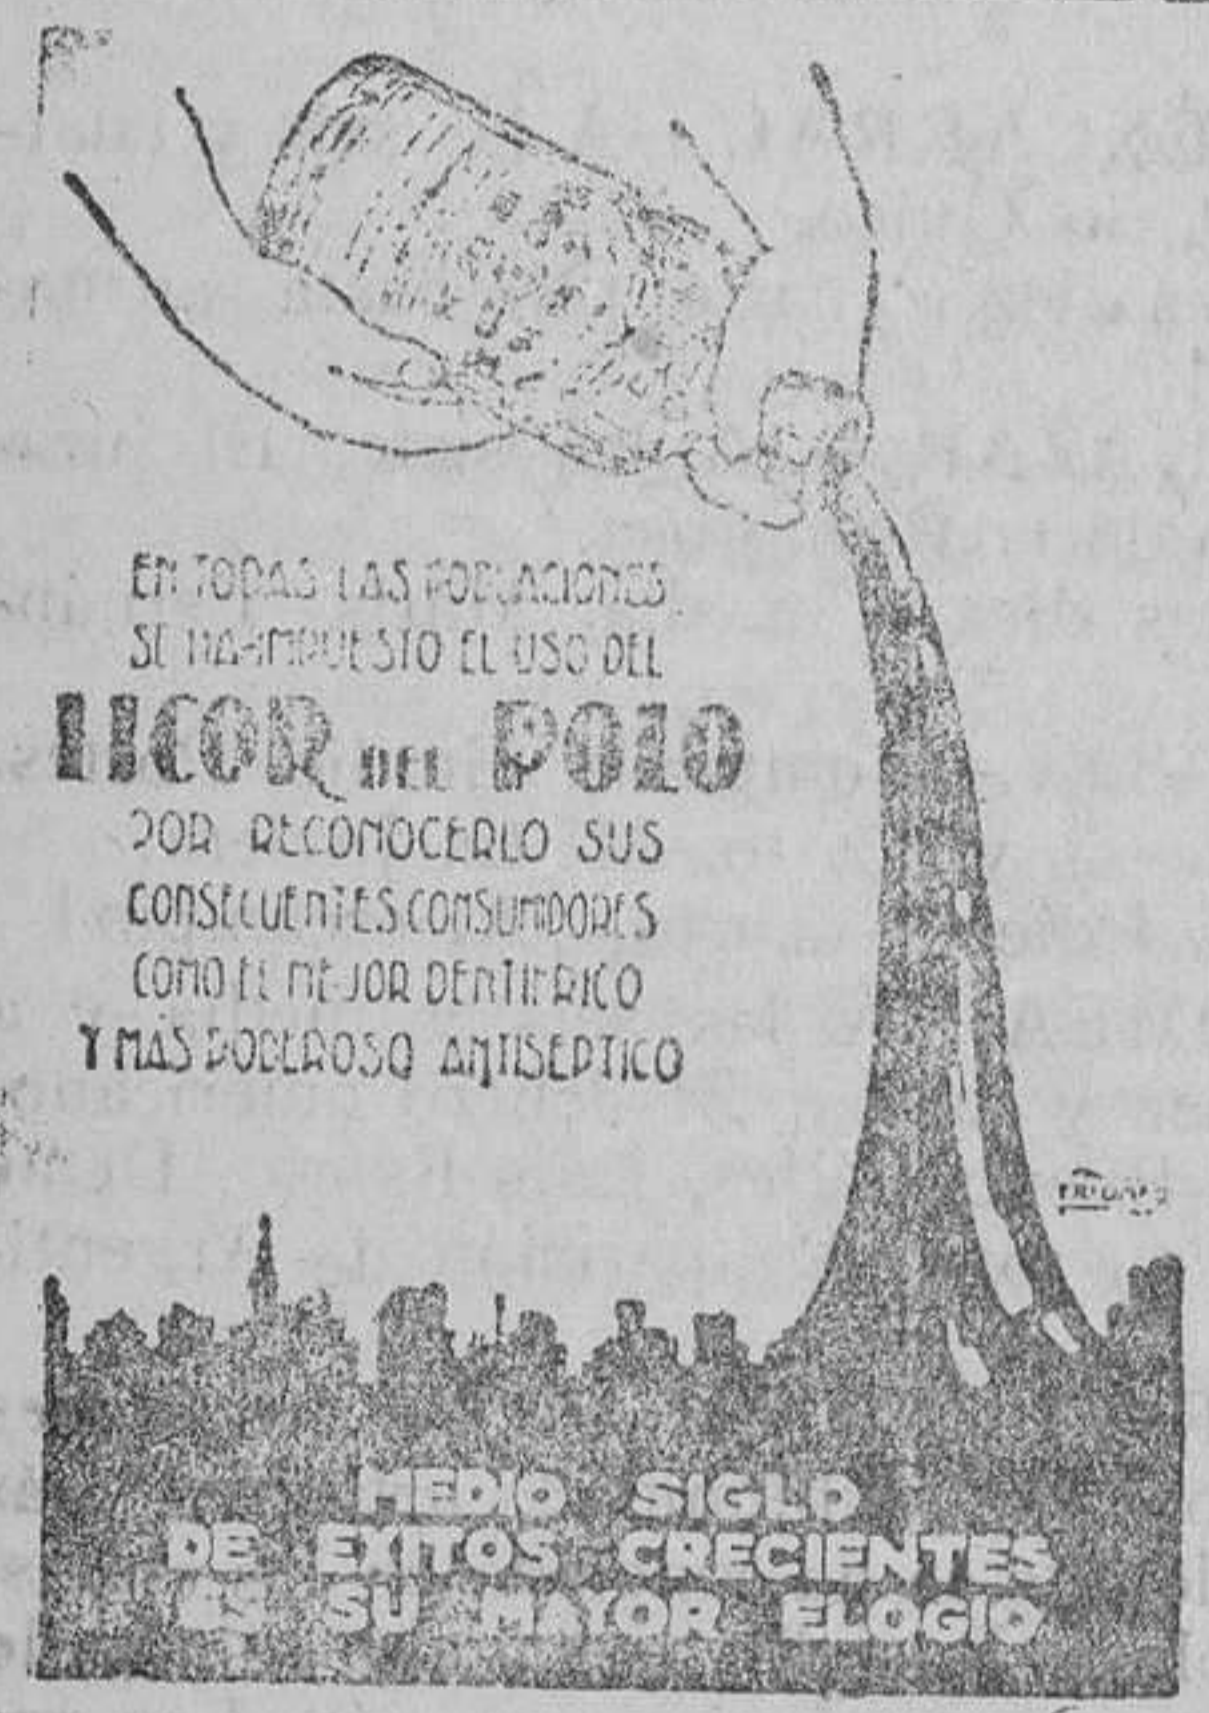 EN TODAS LAS POBLACIONES
SE HA IMPUESTO EL USO DEL
LICOR DEL POLO
POR RECONOCERLO SUS
CONSECUENTES CONSUMIDORES
COMO EL MEJOR DENTIFRICO
Y MÁS PODEROSO ANTISEPTICO
MEDIO SIGLO
DE EXITOS CRECIENTES
ES SU MAYOR ELOGIO